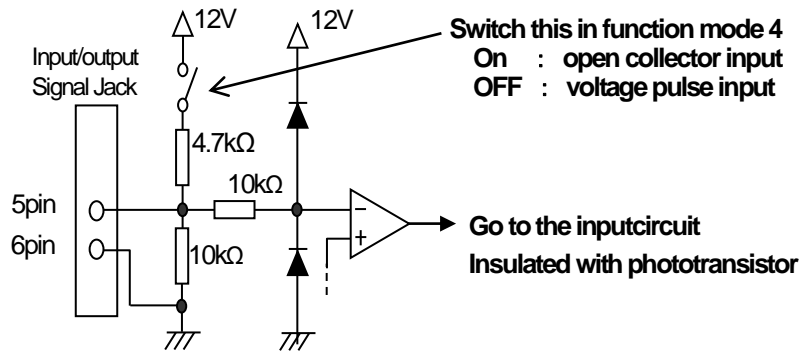 12V
12V
Switch this in function mode 4
On : open collector input
OFF : voltage pulse input
Input/output
Signal Jack
4.7kΩ
10kΩ
5pin
6pin
10kΩ
−
+
Go to the inputcircuit
Insulated with phototransistor